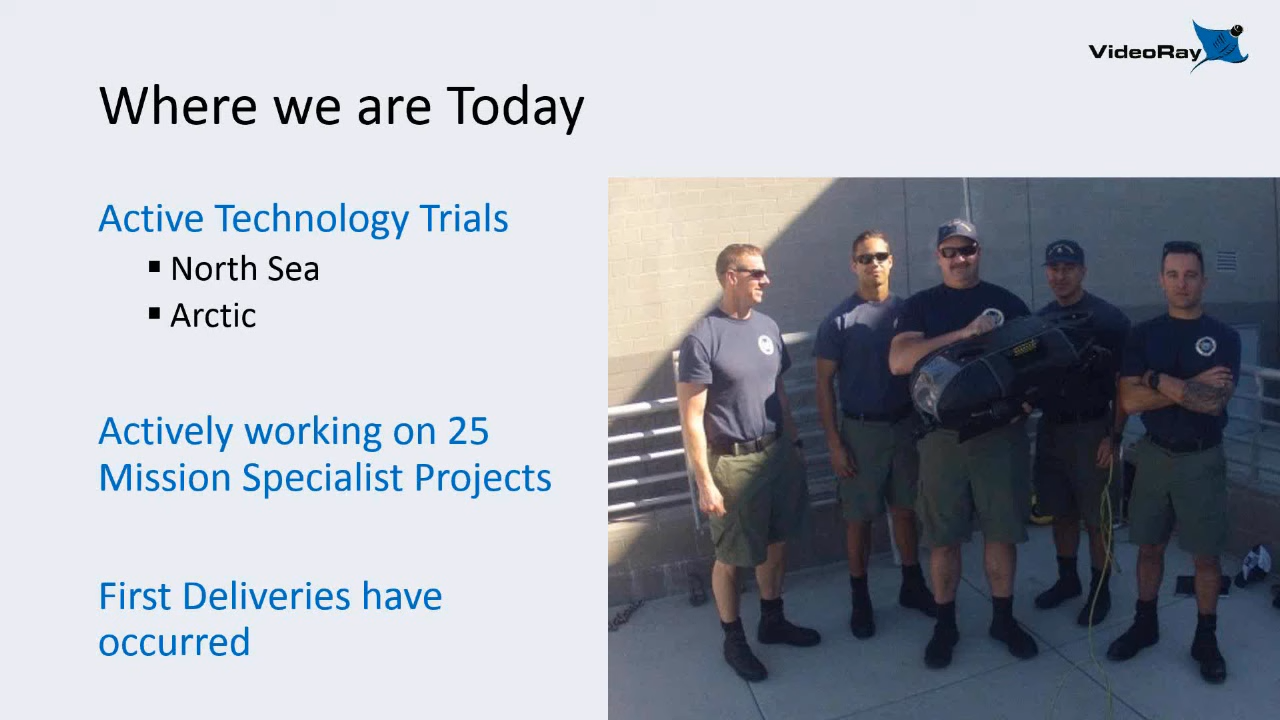 VideoRay
Where we are Today
Active Technology Trials
▪ North Sea
▪ Arctic
Actively working on 25
Mission Specialist Projects
First Deliveries have
occurred